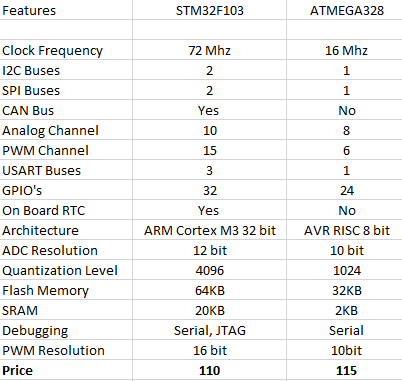 Features STM32F103 ATMEGA328
Clock Frequency 72 Mhz 16 Mhz
I2C Buses 2 1
SPI Buses 2 1
CAN Bus Yes No
Analog Channel 10 8
PWM Channel 15 6
USART Buses 3 1
GPIO's 32 24
On Board RTC Yes No
Architecture ARM Cortex M3 32 bit AVR RISC 8 bit
ADC Resolution 12 bit 10 bit
Quantization Level 4096 1024
Flash Memory 64KB 32KB
SRAM 20KB 2KB
Debugging Serial, JTAG Serial
PWM Resolution 16 bit 10bit
Price 110 115